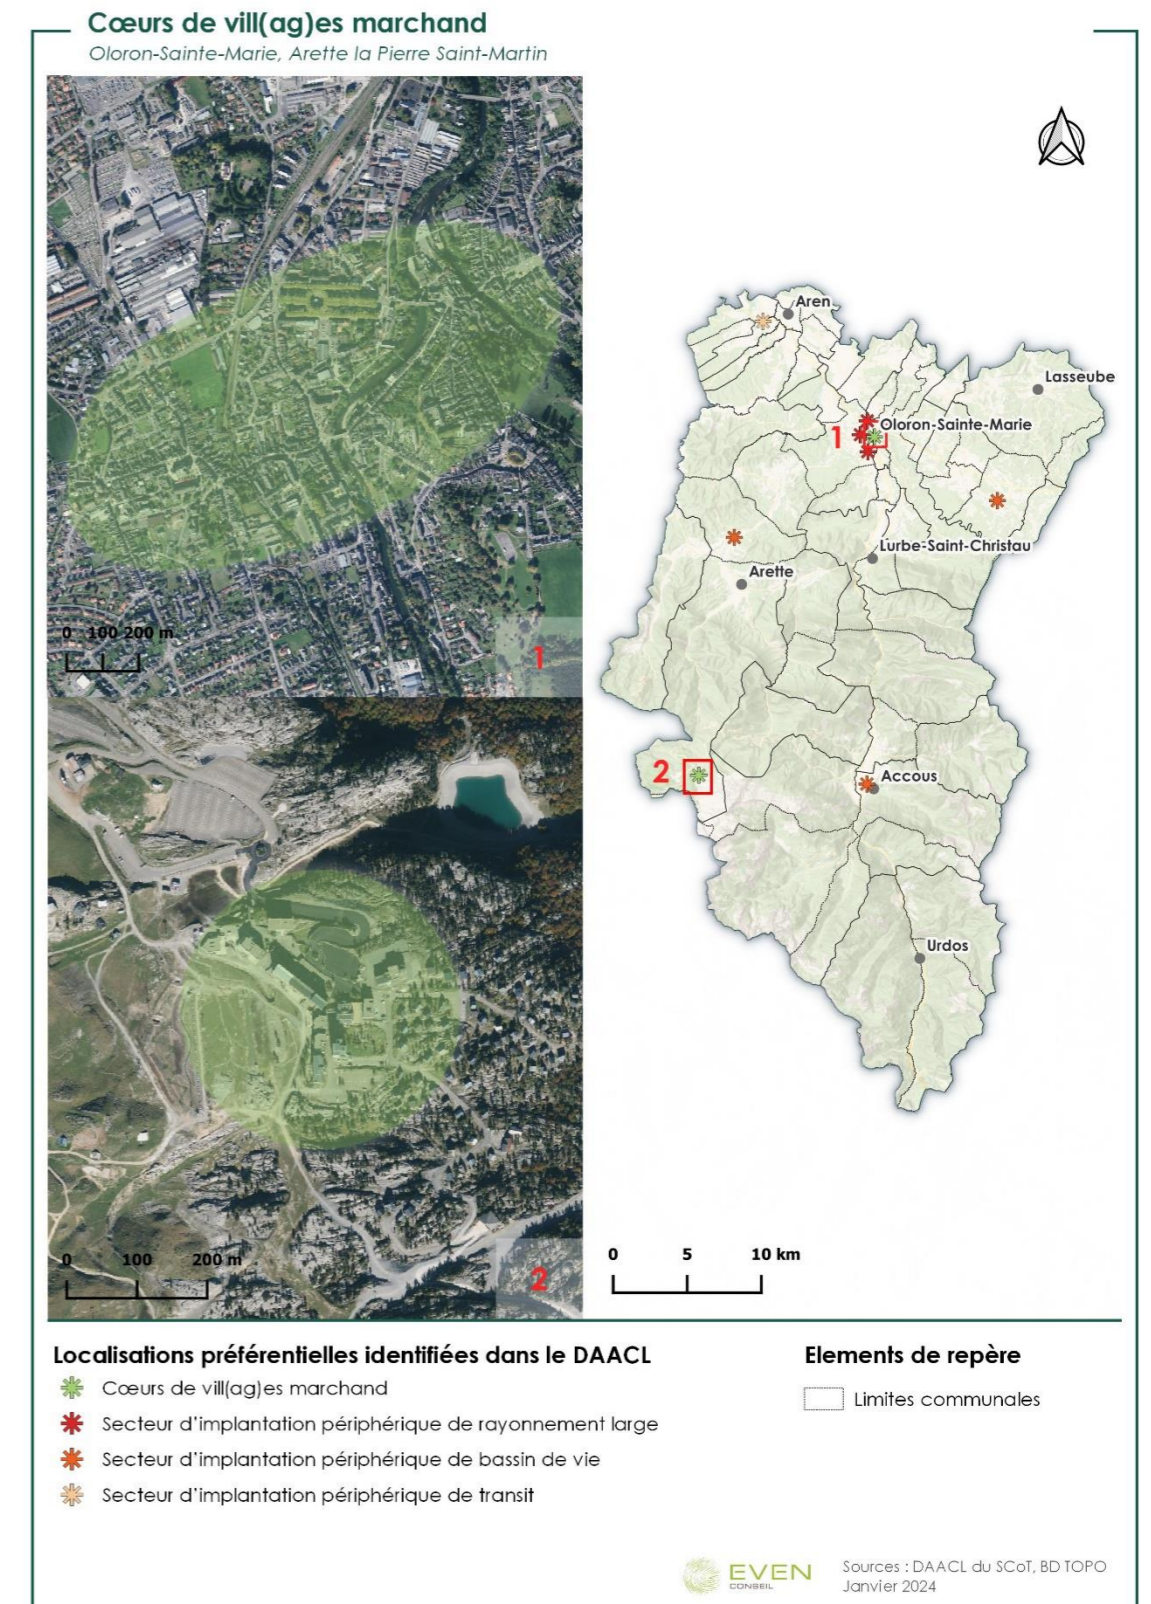 Cœurs de vill(ag)es marchand
Oloron-Sainte-Marie, Arette la Pierre Saint-Martin
0 100 200 m
1
0 100 200 m
2
Aren
Lasseube
Oloron-Sainte-Marie
1
Lurbe-Saint-Christau
Arette
2
Accous
Urdos
0 5 10 km
Localisations préférentielles identifiées dans le DAACL
Cœurs de vill(ag)es marchand
Secteur d'implantation périphérique de rayonnement large
Secteur d'implantation périphérique de bassin de vie
Secteur d'implantation périphérique de transit
Elements de repère
Limites communales
EVEN
CONSEIL
Sources : DAACL du SCoT, BD TOPO
Janvier 2024